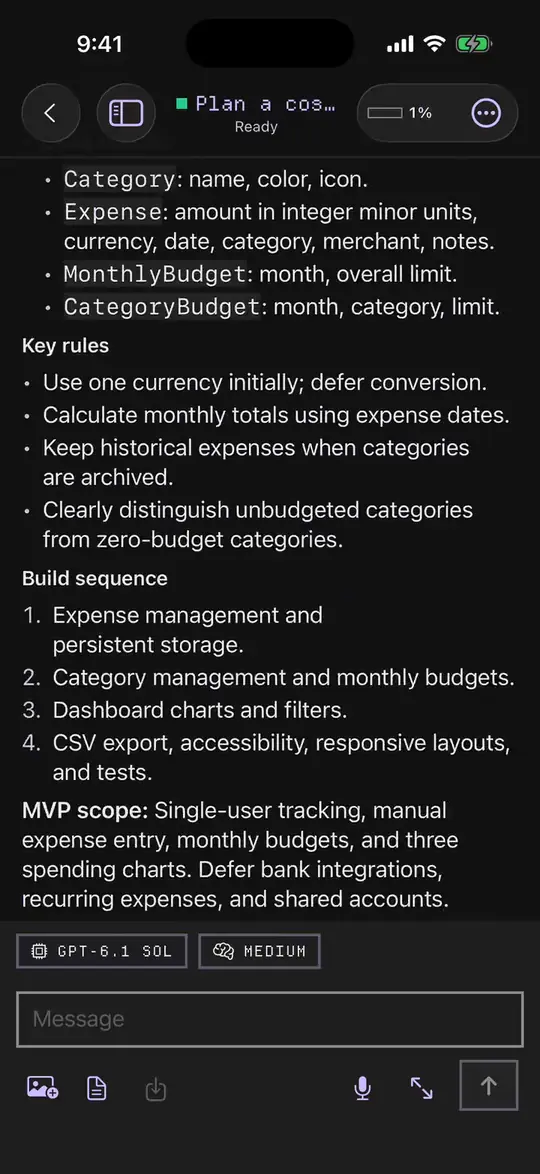 9:41
Plan a cos…
Ready
1%
• Category: name, color, icon.
• Expense: amount in integer minor units,
currency, date, category, merchant, notes.
• MonthlyBudget: month, overall limit.
• CategoryBudget: month, category, limit.
Key rules
• Use one currency initially; defer conversion.
• Calculate monthly totals using expense dates.
• Keep historical expenses when categories
are archived.
• Clearly distinguish unbudgeted categories
from zero-budget categories.
Build sequence
1. Expense management and
persistent storage.
2. Category management and monthly budgets.
3. Dashboard charts and filters.
4. CSV export, accessibility, responsive layouts,
and tests.
MVP scope: Single-user tracking, manual
expense entry, monthly budgets, and three
spending charts. Defer bank integrations,
recurring expenses, and shared accounts.
GPT-6.1 SOL
MEDIUM
Message